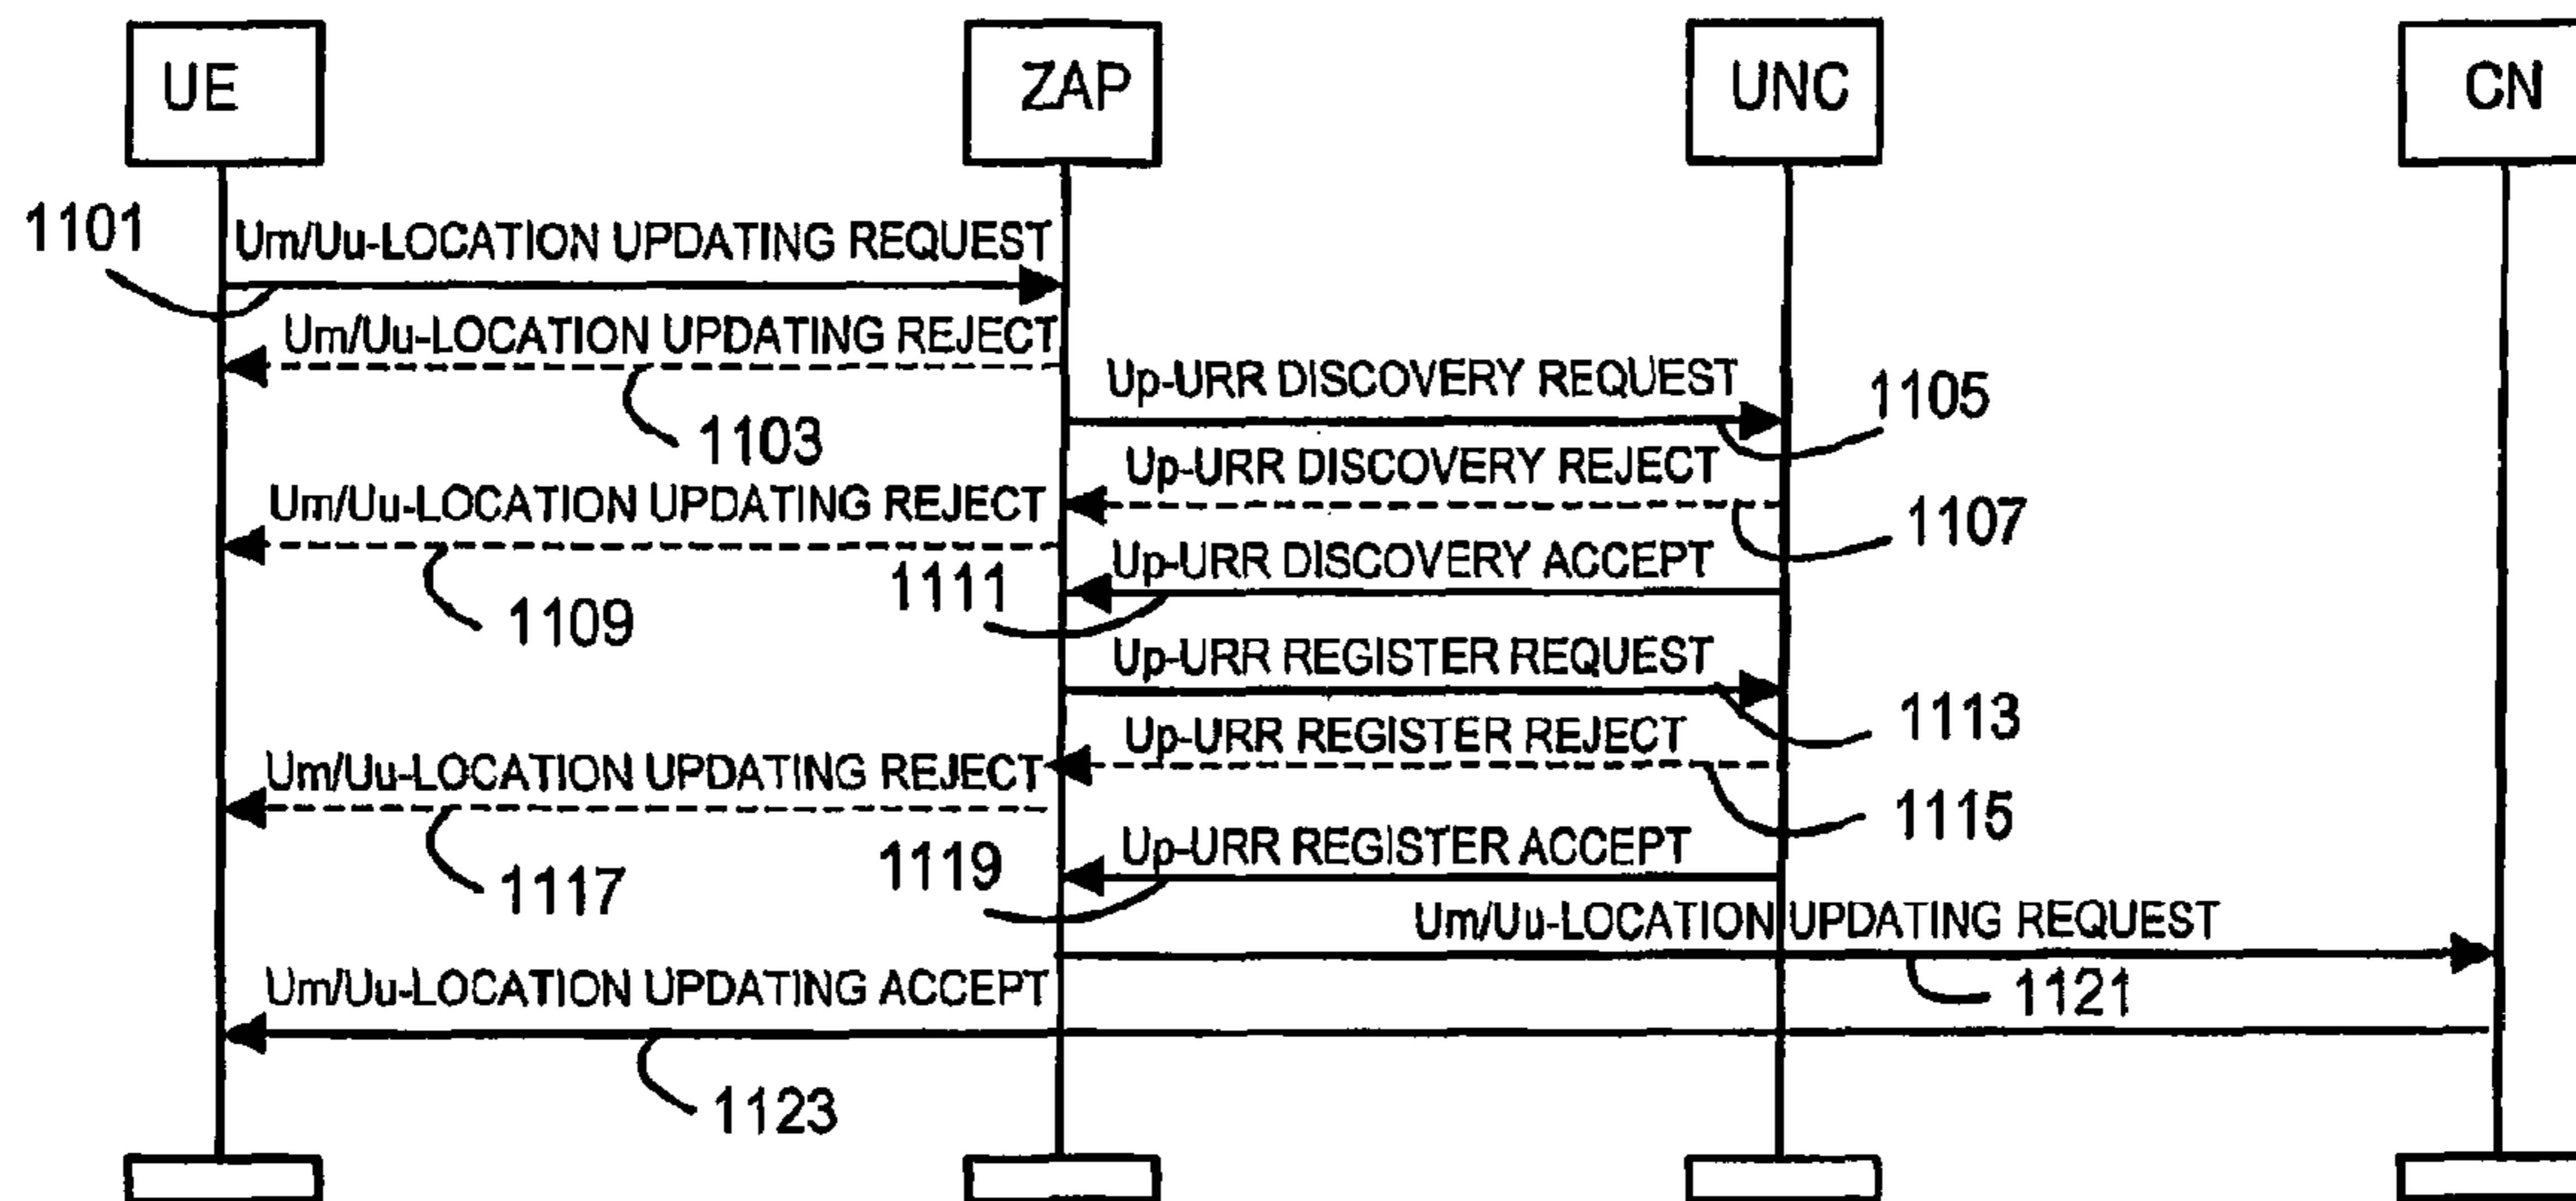 UE
ZAP
UNC
CN
1101
Um/Uu-LOCATION UPDATING REQUEST
Um/Uu-LOCATION UPDATING REJECT
1103
Up-URR DISCOVERY REQUEST
1105
Up-URR DISCOVERY REJECT
1107
Um/Uu-LOCATION UPDATING REJECT
1109
1111
Up-URR DISCOVERY ACCEPT
Up-URR REGISTER REQUEST
1113
Up-URR REGISTER REJECT
1115
Um/Uu-LOCATION UPDATING REJECT
1117
1119
Up-URR REGISTER ACCEPT
Um/Uu-LOCATION UPDATING REQUEST
1121
Um/Uu-LOCATION UPDATING ACCEPT
1123